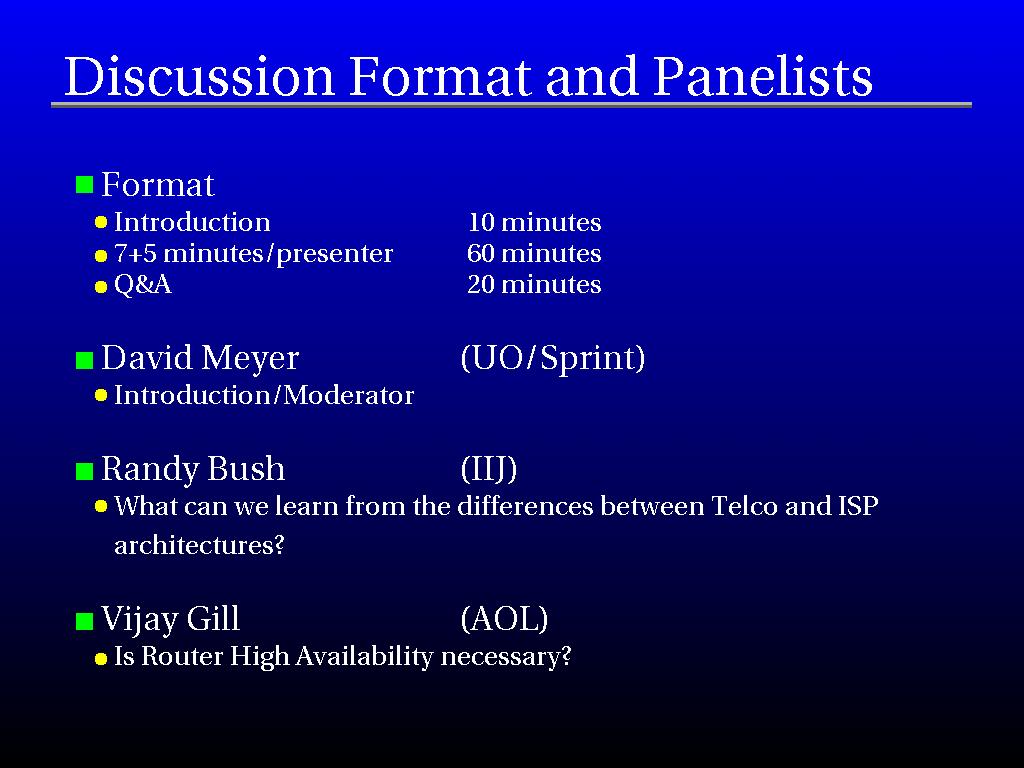 Discussion Format and Panelists
Format
Introduction 10 minutes
7+5 minutes/presenter 60 minutes
Q&A 20 minutes
David Meyer (UO/Sprint)
Introduction/Moderator
Randy Bush (IIJ)
What can we learn from the differences between Telco and ISP
architectures?
Vijay Gill (AOL)
Is Router High Availability necessary?